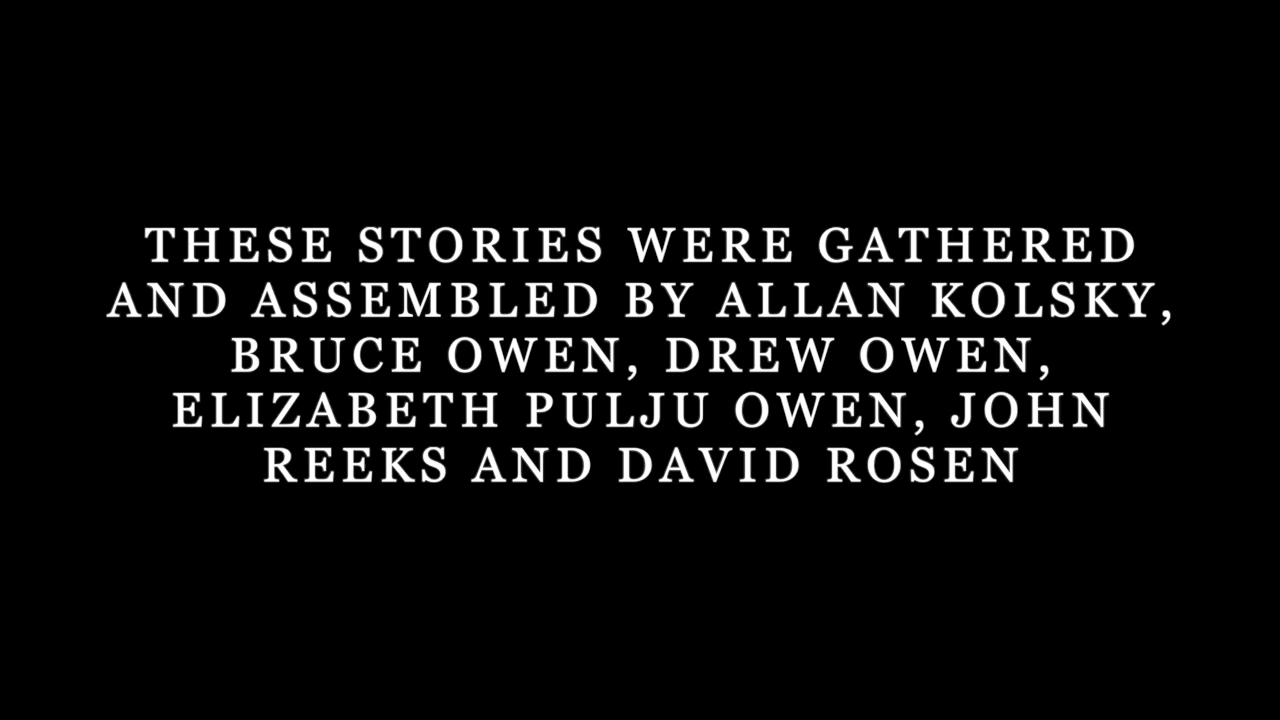 THESE STORIES WERE GATHERED
AND ASSEMBLED BY ALLAN KOLSKY,
BRUCE OWEN, DREW OWEN,
ELIZABETH PULJU OWEN, JOHN
REEKS AND DAVID ROSEN